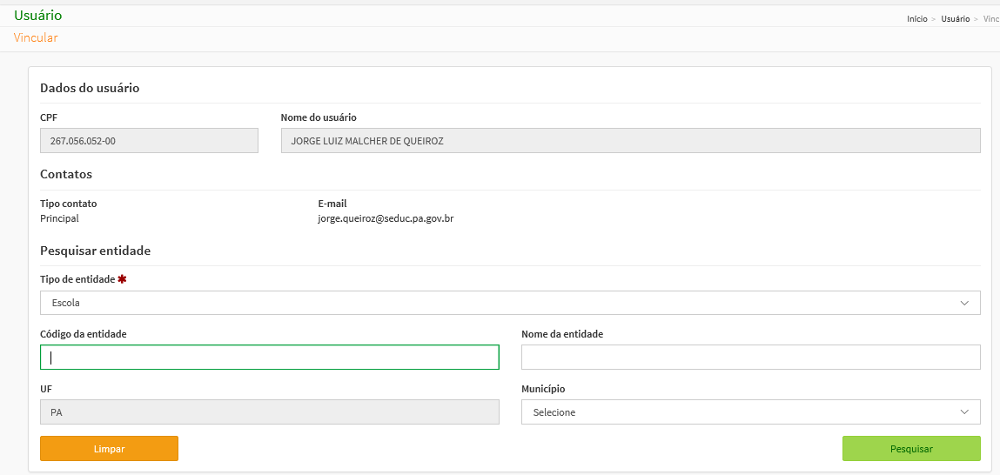 Usuário
Início > Usuário > Vinc
Vincular
Dados do usuário
CPF Nome do usuário
267.056.052-00 JORGE LUIZ MALCHER DE QUEIROZ
Contatos
Tipo contato E-mail
Principal jorge.queiroz@seduc.pa.gov.br
Pesquisar entidade
Tipo de entidade ✱
Escola
Código da entidade Nome da entidade
UF Município
PA Selecione
Limpar Pesquisar